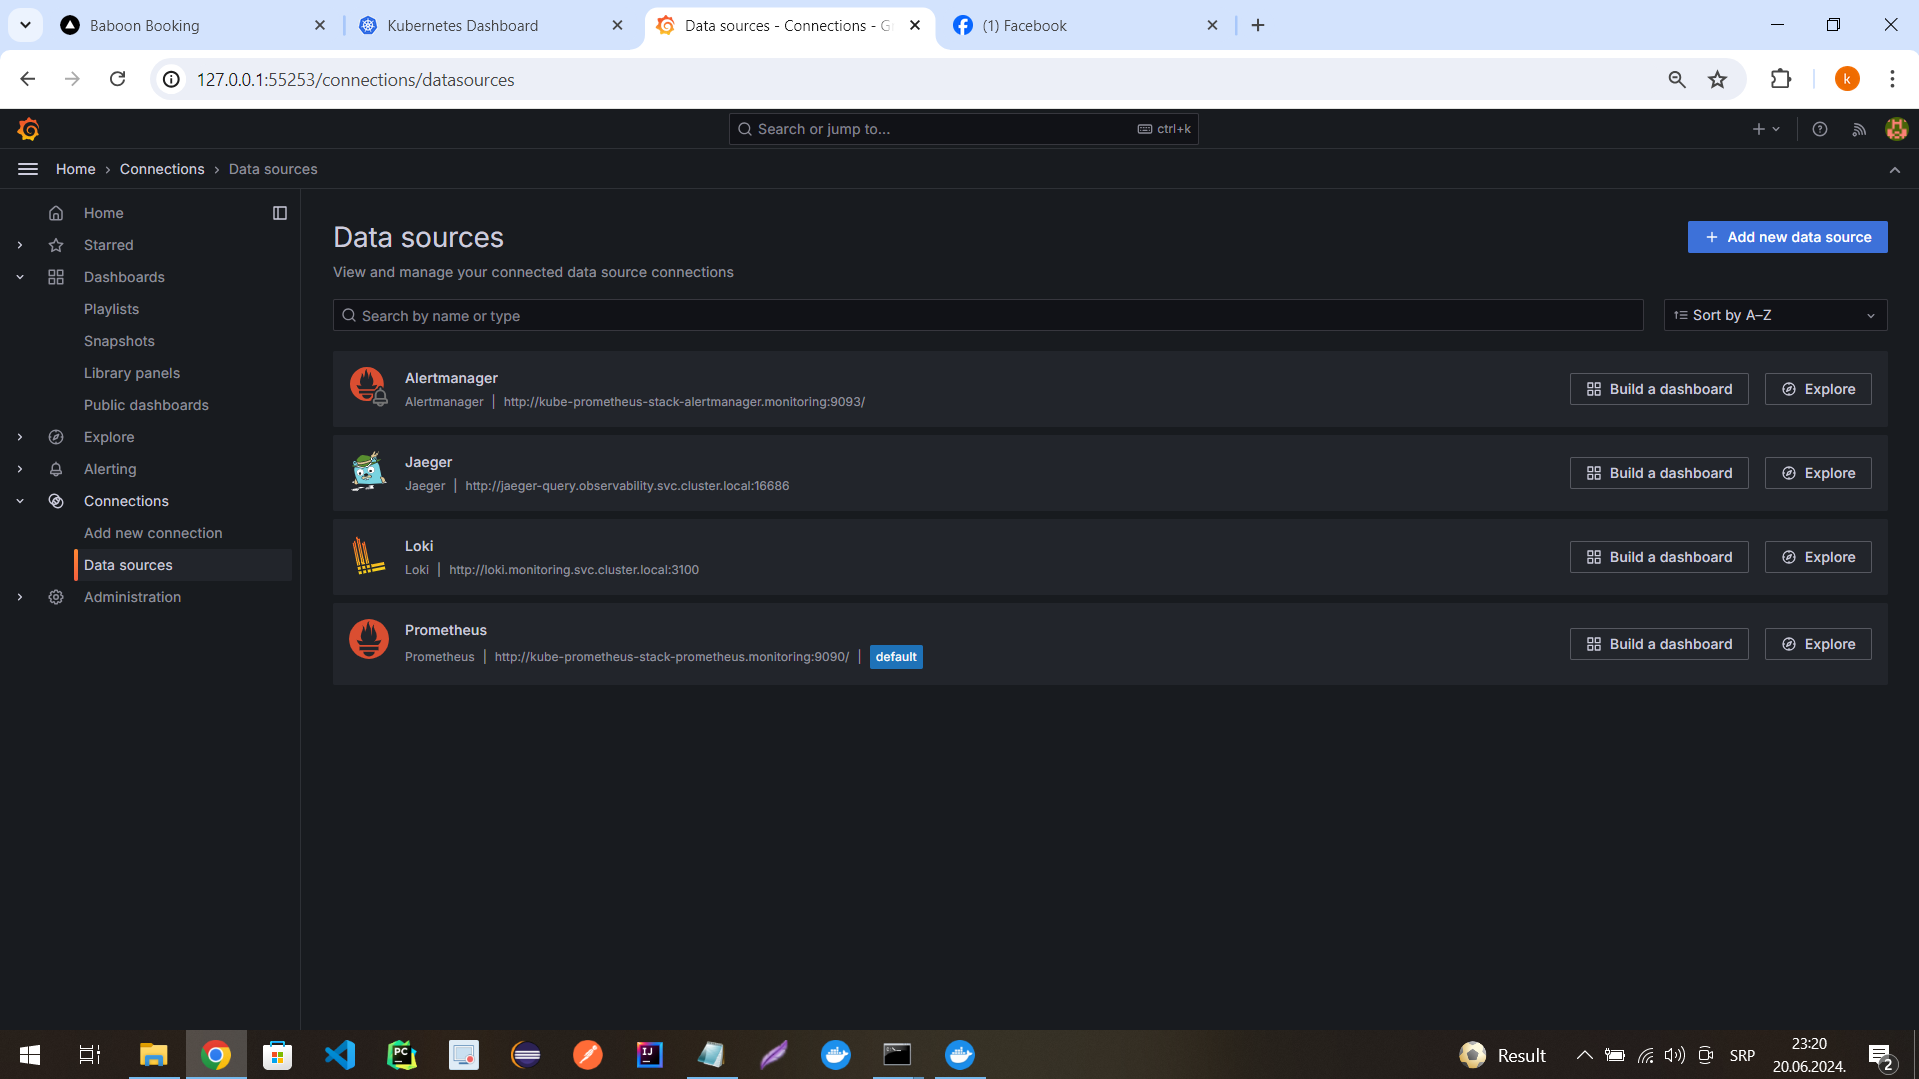 Baboon Booking
Kubernetes Dashboard
Data sources - Connections - G
(1) Facebook
127.0.0.1:55253/connections/datasources
k
Search or jump to...
ctrl+k
Home › Connections › Data sources
Home
Starred
Dashboards
Playlists
Snapshots
Library panels
Public dashboards
Explore
Alerting
Connections
Add new connection
Data sources
Administration
Data sources
Add new data source
View and manage your connected data source connections
Search by name or type
Sort by A–Z
Alertmanager
Alertmanager | http://kube-prometheus-stack-alertmanager.monitoring:9093/
Build a dashboard
Explore
Jaeger
Jaeger | http://jaeger-query.observability.svc.cluster.local:16686
Build a dashboard
Explore
Loki
Loki | http://loki.monitoring.svc.cluster.local:3100
Build a dashboard
Explore
Prometheus
Prometheus | http://kube-prometheus-stack-prometheus.monitoring:9090/ | default
Build a dashboard
Explore
PC
IJ
Result
SRP
23:20
20.06.2024.
2